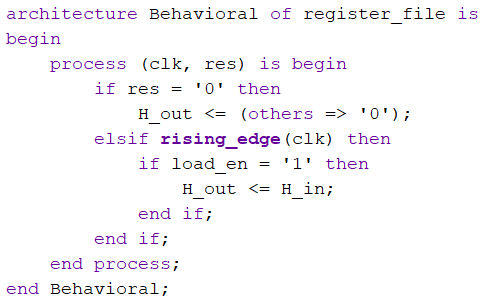 architecture Behavioral of register_file is
begin
    process (clk, res) is begin
        if res = '0' then
            H_out <= (others => '0');
        elsif rising_edge(clk) then
            if load_en = '1' then
                H_out <= H_in;
            end if;
        end if;
    end process;
end Behavioral;